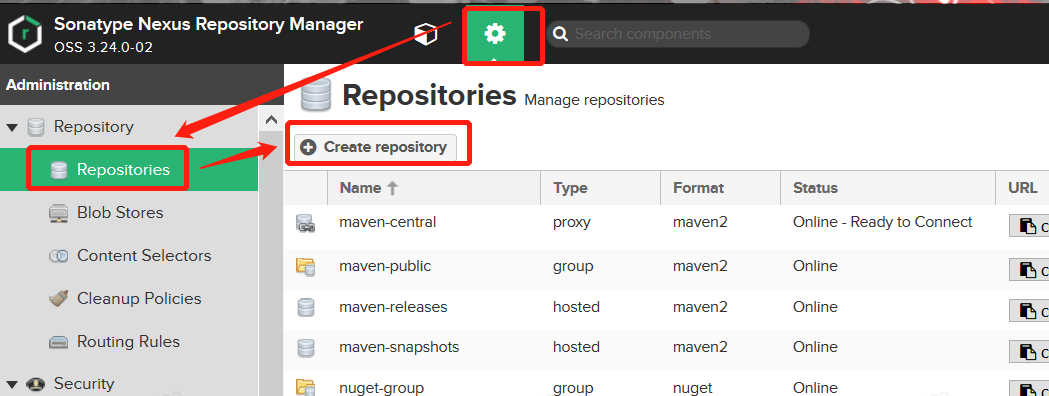 Sonatype Nexus Repository Manager
OSS 3.24.0-02
Search components
Administration
Repository
Repositories
Blob Stores
Content Selectors
Cleanup Policies
Routing Rules
Security
Repositories Manage repositories
Create repository
Name Type Format Status URL
maven-central proxy maven2 Online - Ready to Connect
maven-public group maven2 Online
maven-releases hosted maven2 Online
maven-snapshots hosted maven2 Online
nuget-group group nuget Online